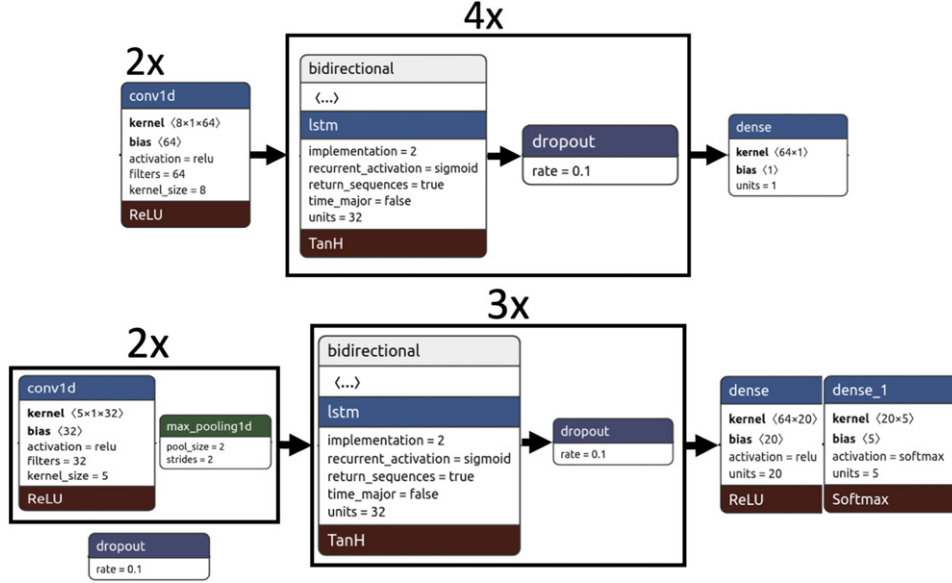 4x
2x
conv1d
kernel ⟨8×1×64⟩
bias ⟨64⟩
activation = relu
filters = 64
kernel_size = 8
ReLU
bidirectional
⟨...⟩
lstm
implementation = 2
recurrent_activation = sigmoid
return_sequences = true
time_major = false
units = 32
TanH
dropout
rate = 0.1
dense
kernel ⟨64×1⟩
bias ⟨1⟩
units = 1
3x
2x
conv1d
kernel ⟨5×1×32⟩
bias ⟨32⟩
activation = relu
filters = 32
kernel_size = 5
ReLU
max_pooling1d
pool_size = 2
strides = 2
dropout
rate = 0.1
bidirectional
⟨...⟩
lstm
implementation = 2
recurrent_activation = sigmoid
return_sequences = true
time_major = false
units = 32
TanH
dropout
rate = 0.1
dense
kernel ⟨64×20⟩
bias ⟨20⟩
activation = relu
units = 20
ReLU
dense_1
kernel ⟨20×5⟩
bias ⟨5⟩
activation = softmax
units = 5
Softmax